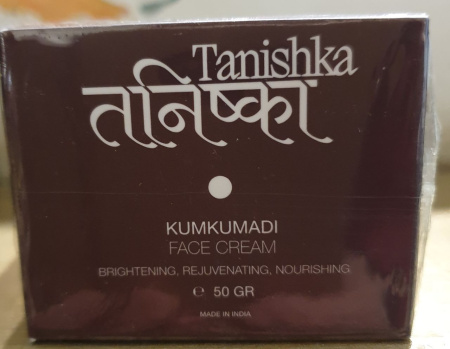 Tanishka
तनिष्का
KUMKUMADI
FACE CREAM
BRIGHTENING, REJUVENATING, NOURISHING
℮ 50 GR
MADE IN INDIA